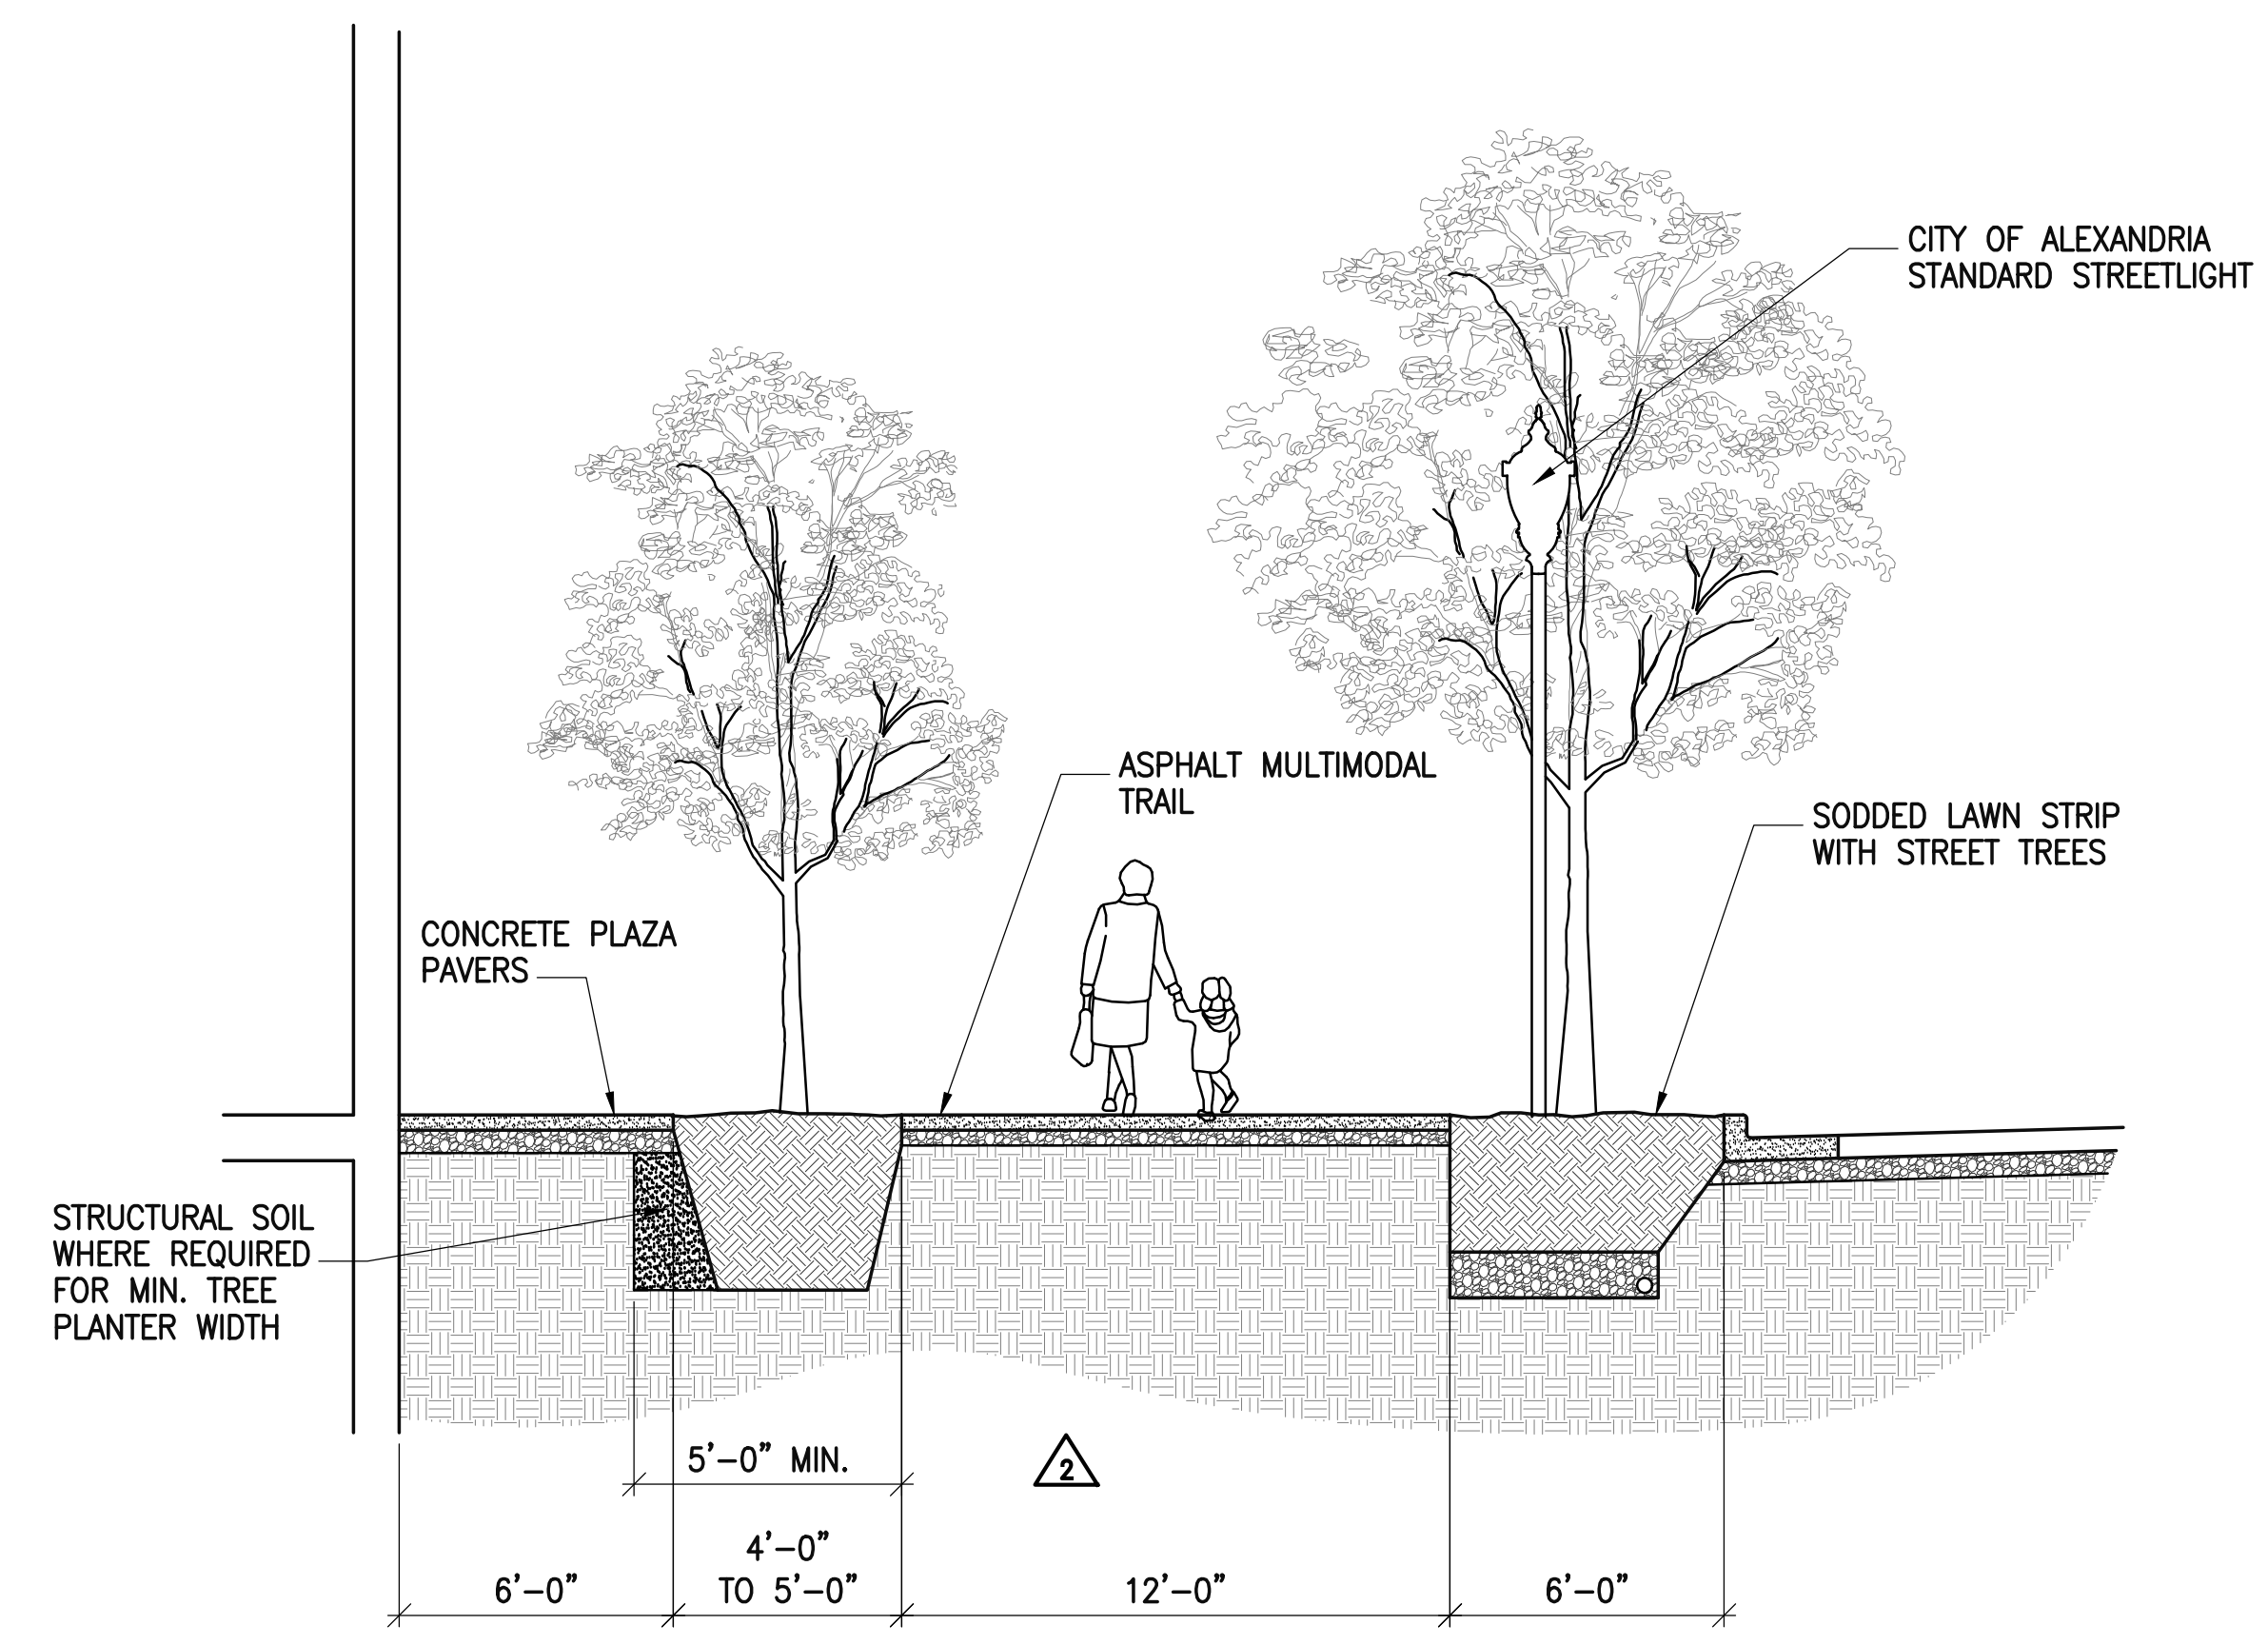 CITY OF ALEXANDRIA
STANDARD STREETLIGHT
ASPHALT MULTIMODAL
TRAIL
SODDED LAWN STRIP
WITH STREET TREES
CONCRETE PLAZA
PAVERS
STRUCTURAL SOIL
WHERE REQUIRED
FOR MIN. TREE
PLANTER WIDTH
5'-0" MIN.
2
4'-0"
6'-0" TO 5'-0" 12'-0" 6'-0"